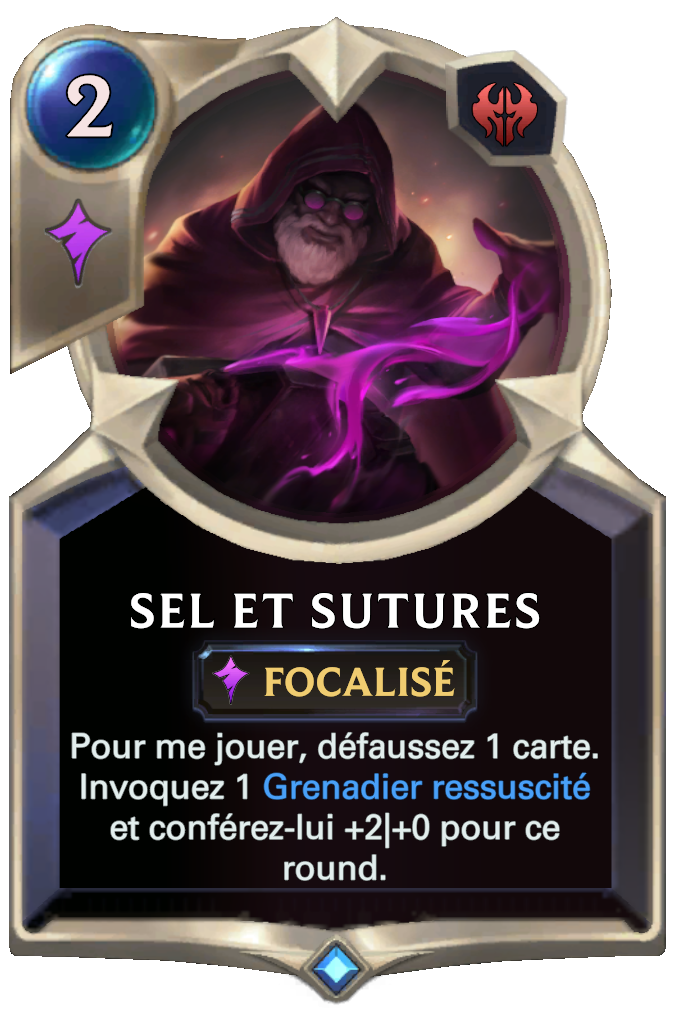 2
SEL ET SUTURES
FOCALISÉ
Pour me jouer, défaussez 1 carte.
Invoquez 1 Grenadier ressuscité
et conférez-lui +2|+0 pour ce
round.